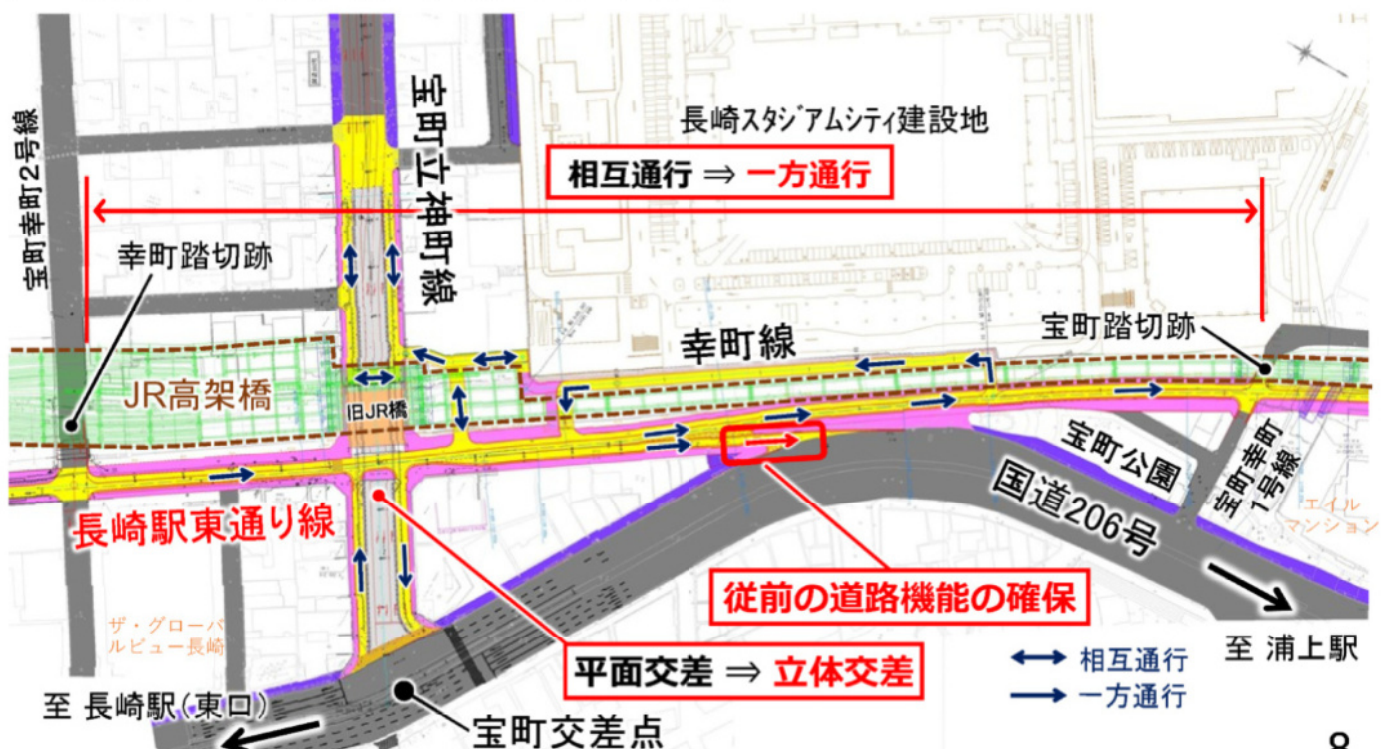 長崎スタジアムシティ建設地
相互通行 ⇒ 一方通行
宝町幸町2号線
宝町立神町線
幸町踏切跡
幸町線
宝町踏切跡
JR高架橋
旧JR橋
長崎駅東通り線
宝町公園
宝町幸町
1号線
エイル
マンション
国道206号
従前の道路機能の確保
ザ・グローバ
ルビュー長崎
平面交差 ⇒ 立体交差
至 浦上駅
相互通行
一方通行
至 長崎駅(東口)
宝町交差点
8